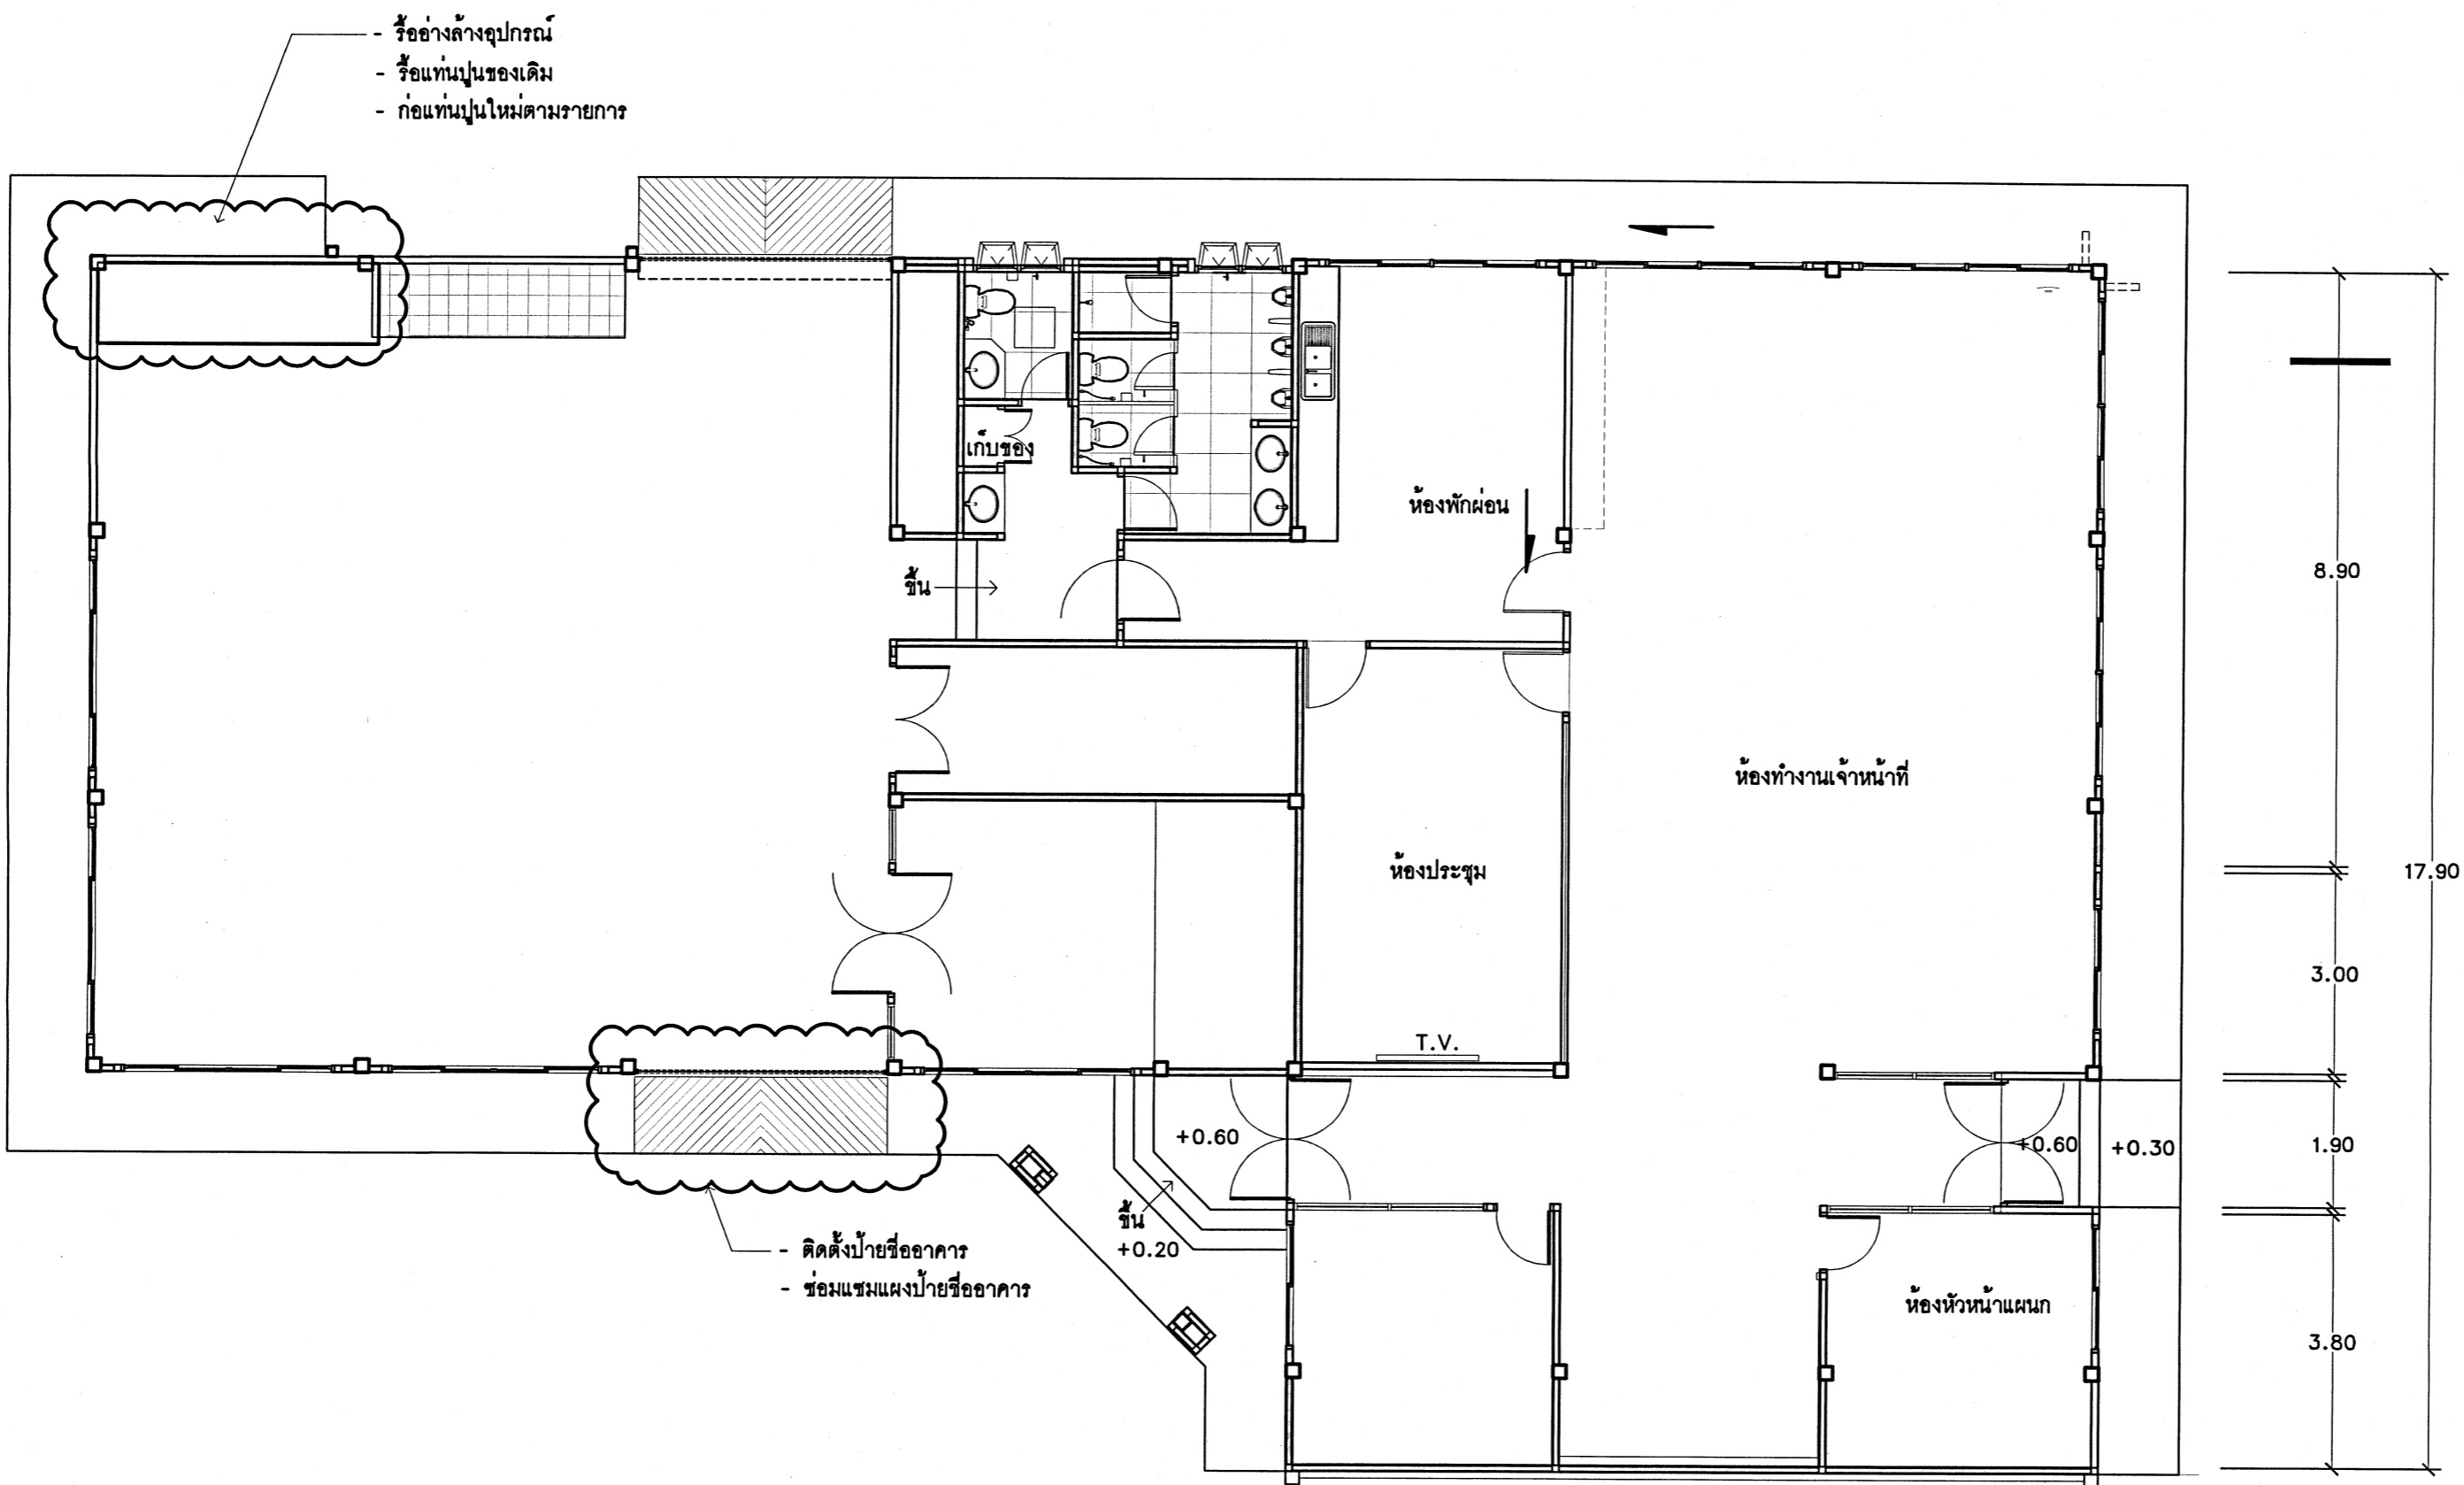 - รื้ออ่างล้างอุปกรณ์
- รื้อแท่นปูนของเดิม
- ก่อแท่นปูนใหม่ตามรายการ
เก็บของ
ห้องพักผ่อน
ขึ้น
8.90
ห้องทำงานเจ้าหน้าที่
ห้องประชุม
17.90
3.00
T.V.
+0.60
+0.60
+0.30
1.90
ขึ้น
+0.20
- ติดตั้งป้ายชื่ออาคาร
- ซ่อมแซมแผงป้ายชื่ออาคาร
ห้องหัวหน้าแผนก
3.80